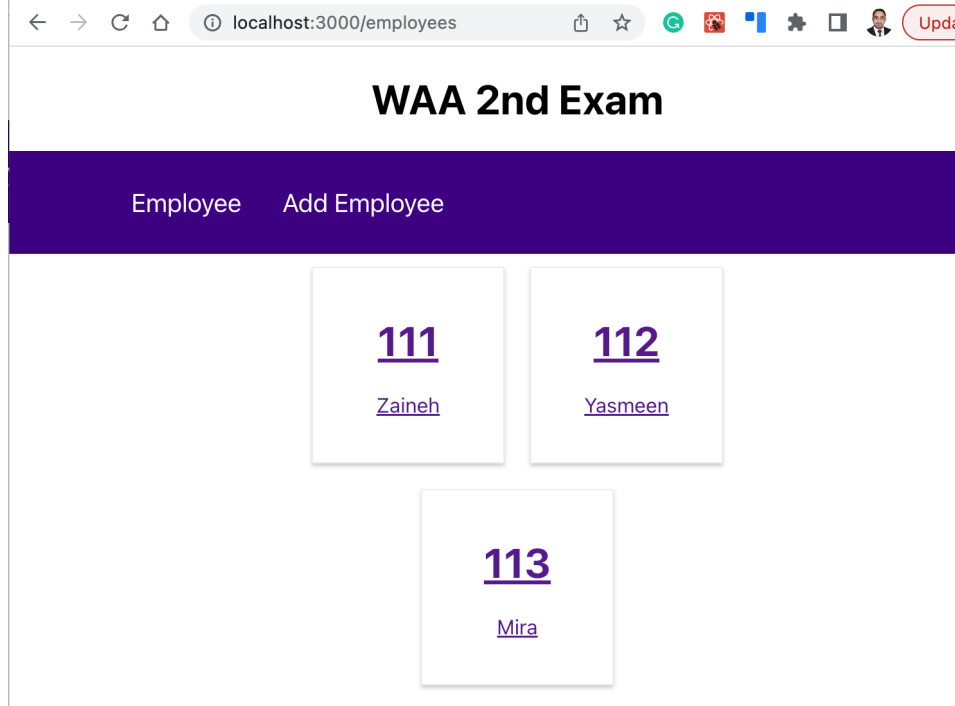 localhost:3000/employees
Upda
WAA 2nd Exam
Employee Add Employee
111 112
Zaineh Yasmeen
113
Mira